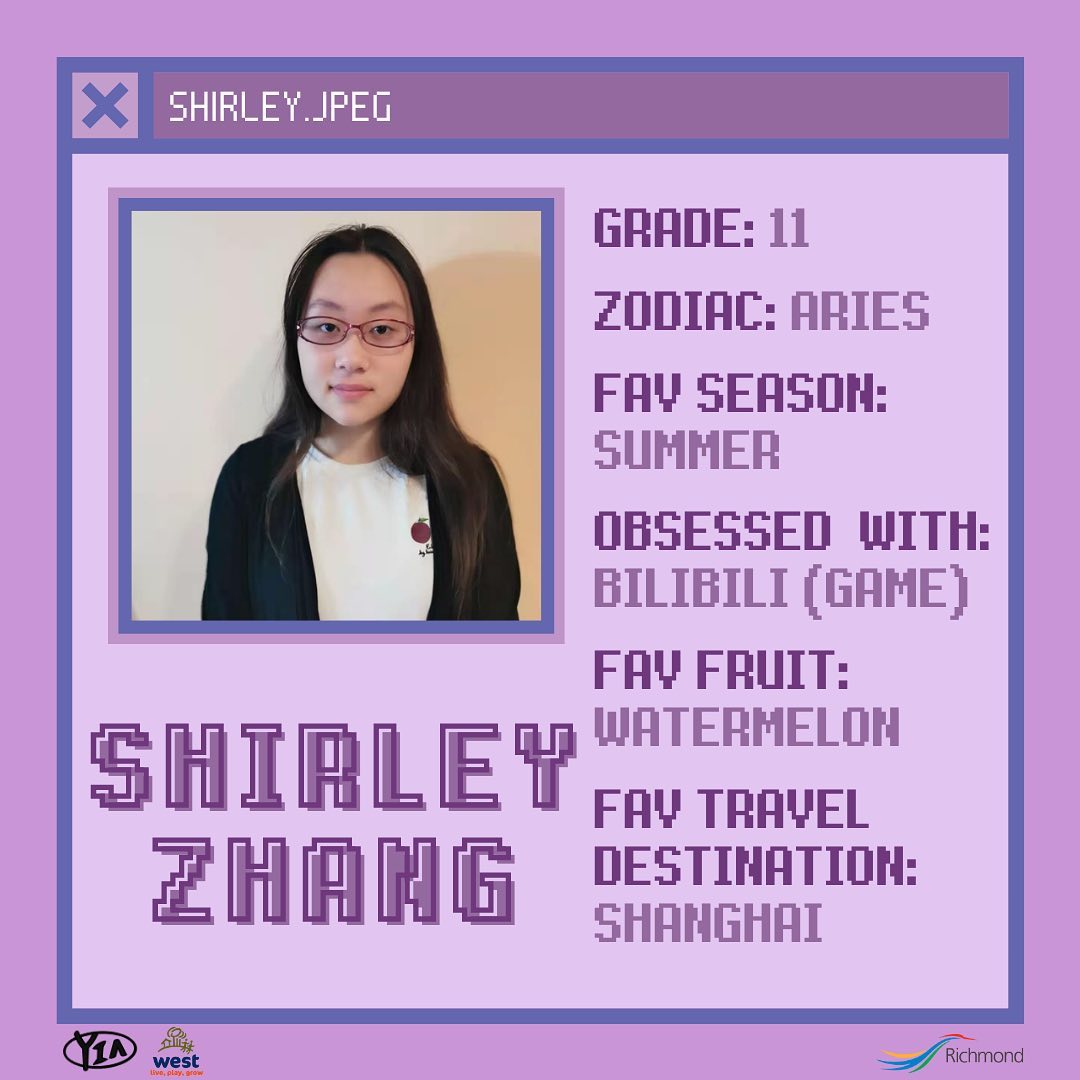 SHIRLEY.JPEG
GRADE: 11
ZODIAC: ARIES
FAV SEASON:
SUMMER
OBSESSED WITH:
BILIBILI (GAME)
FAV FRUIT:
WATERMELON
FAV TRAVEL
DESTINATION:
SHANGHAI
SHIRLEY
ZHANG
YIA
west
live, play, grow
Richmond